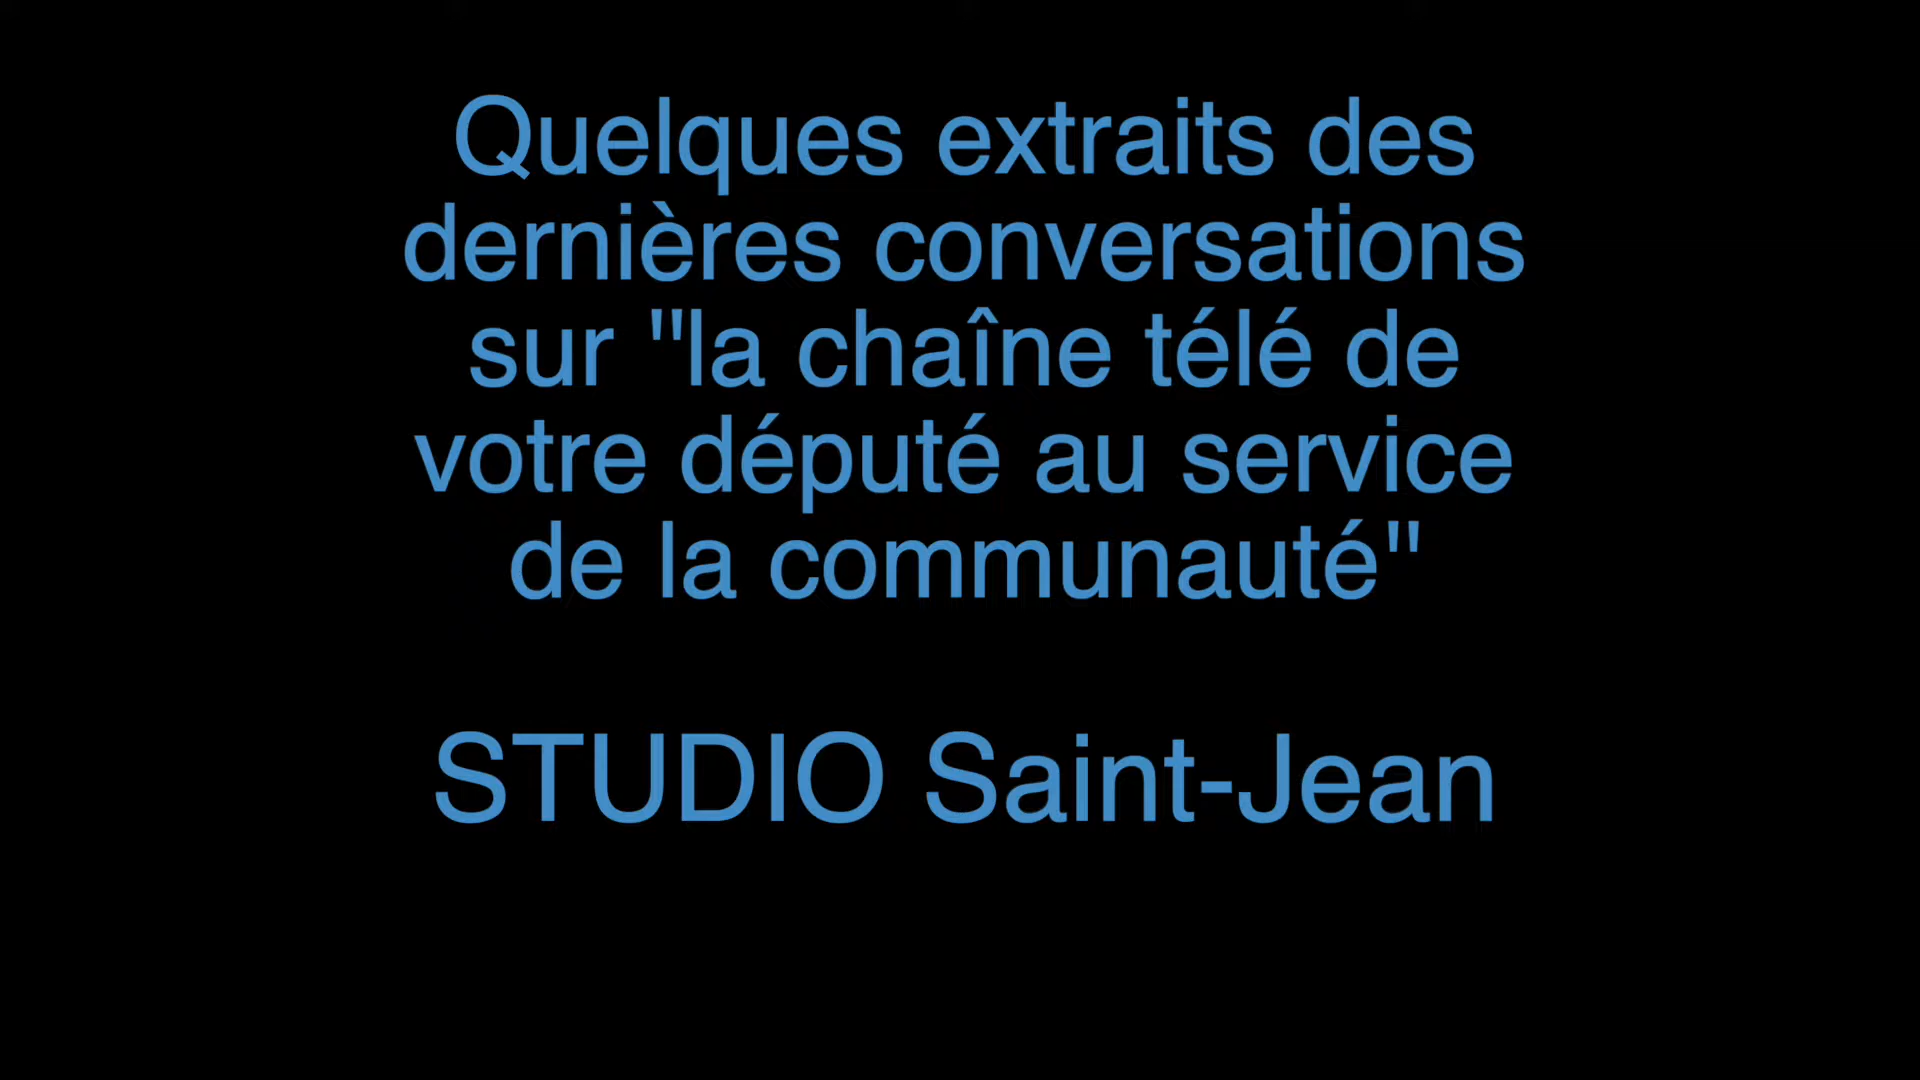 Quelques extraits des
dernières conversations
sur "la chaîne télé de
votre député au service
de la communauté"
STUDIO Saint-Jean